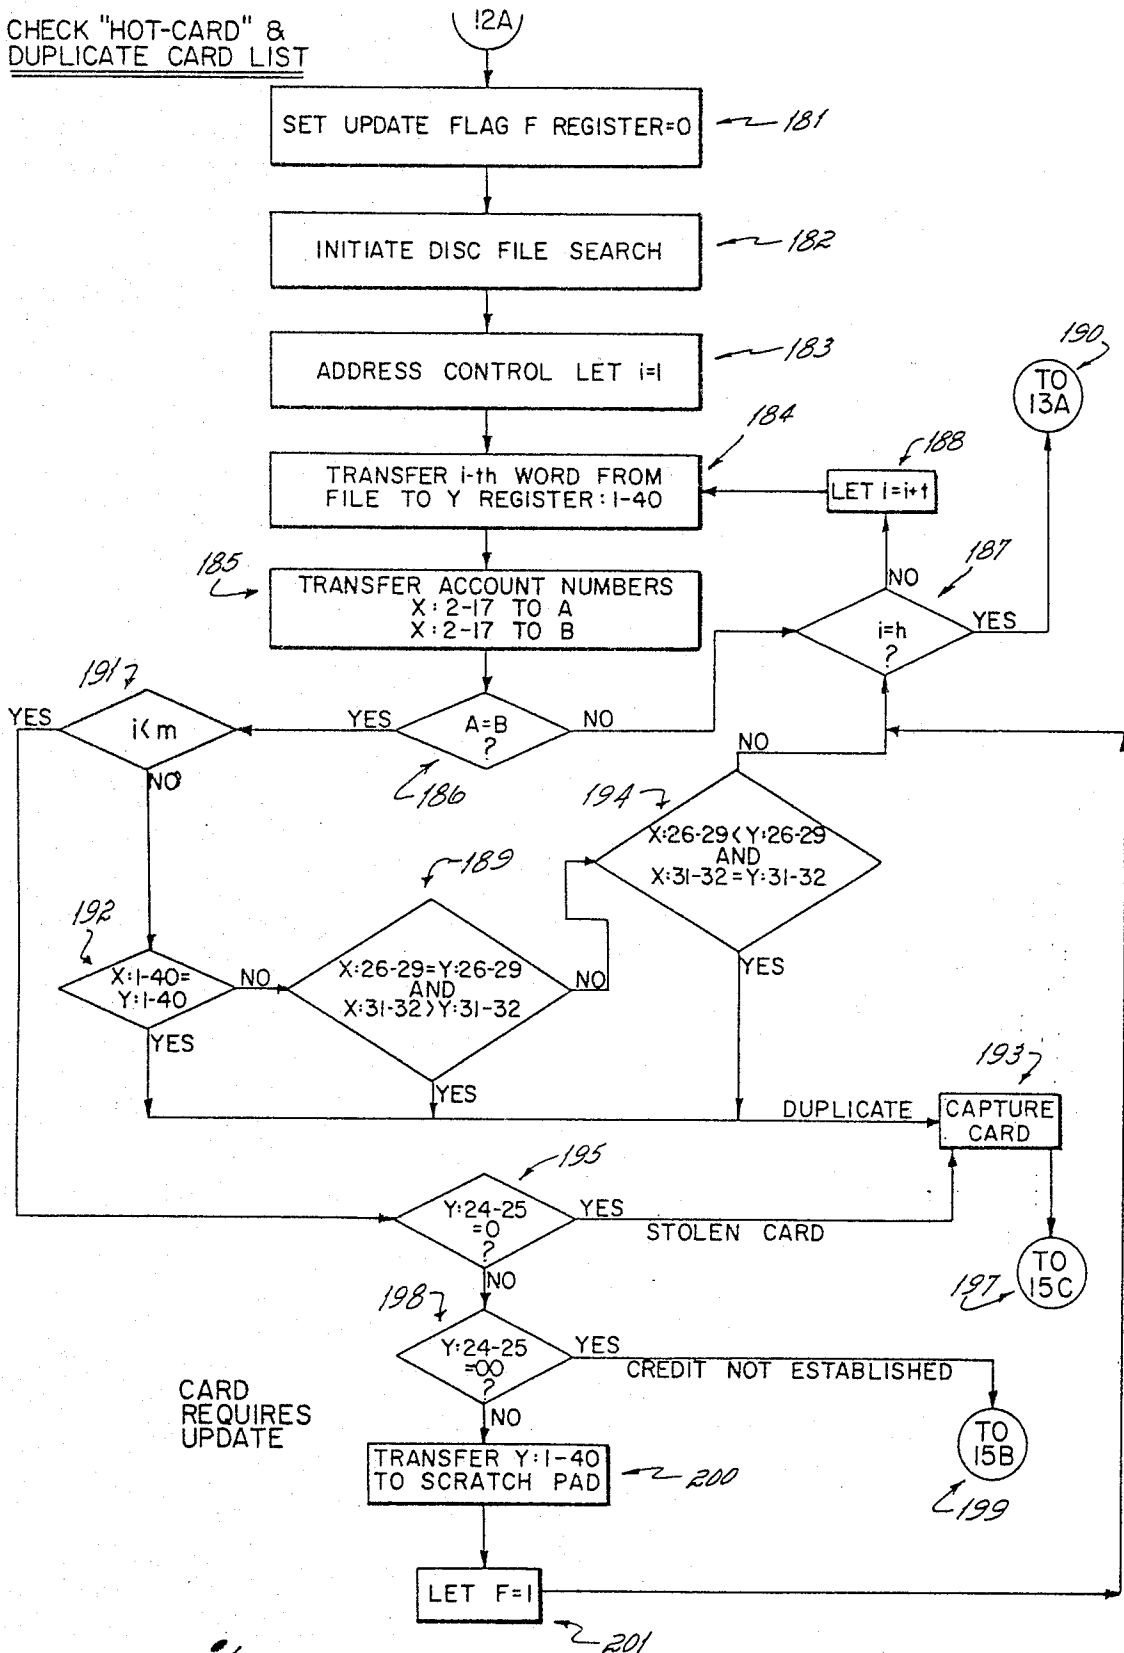 CHECK "HOT-CARD" &
DUPLICATE CARD LIST
12A
SET UPDATE FLAG F REGISTER=0
181
INITIATE DISC FILE SEARCH
182
ADDRESS CONTROL LET i=1
183
190
TO
13A
184
TRANSFER i-th WORD FROM
FILE TO Y REGISTER:1-40
188
LET i=i+1
185
TRANSFER ACCOUNT NUMBERS
X:2-17 TO A
X:2-17 TO B
187
NO
i=h
?
YES
191
YES
i<m
NO
YES
A=B
?
NO
186
NO
194
X:26-29<Y:26-29
AND
X:31-32=Y:31-32
YES
189
192
X:1-40=
Y:1-40
NO
YES
X:26-29=Y:26-29
AND
X:31-32>Y:31-32
NO
YES
193
DUPLICATE
CAPTURE
CARD
195
Y:24-25
=0
?
YES
STOLEN CARD
NO
TO
15C
197
198
Y:24-25
=∞
?
YES
CREDIT NOT ESTABLISHED
NO
CARD
REQUIRES
UPDATE
TO
15B
199
TRANSFER Y:1-40
TO SCRATCH PAD
200
LET F=1
201